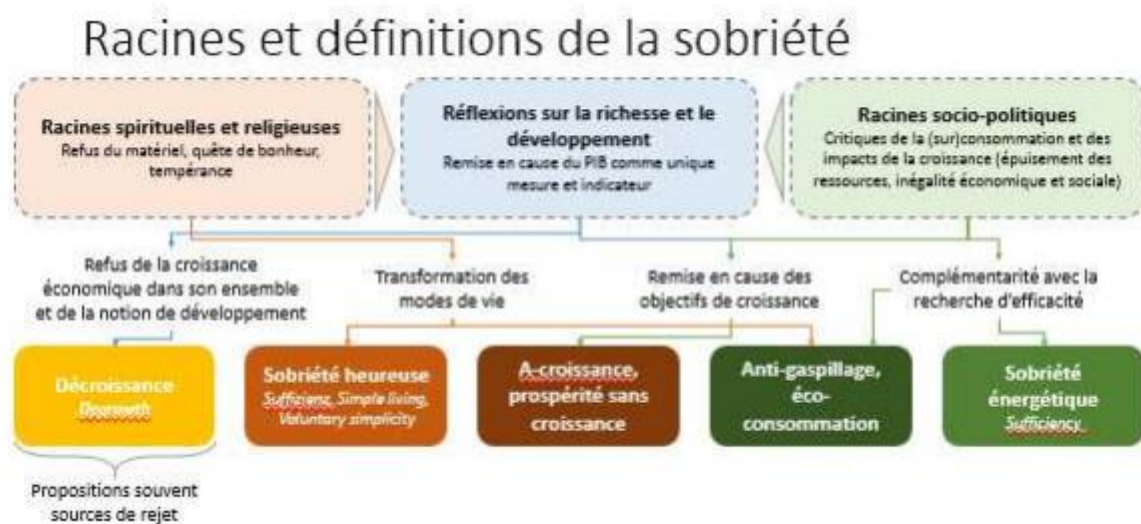 Racines et définitions de la sobriété
Racines spirituelles et religieuses
Refus du matériel, quête de bonheur,
tempérance
Réflexions sur la richesse et le
développement
Remise en cause du PIB comme unique
mesure et indicateur
Racines socio-politiques
Critiques de la (sur)consommation et des
impacts de la croissance (épuisement des
ressources, inégalité économique et sociale)
Refus de la croissance
économique dans son ensemble
et de la notion de développement
Transformation des
modes de vie
Remise en cause des
objectifs de croissance
Complémentarité avec la
recherche d'efficacité
Décroissance
Degrowth
Sobriété heureuse
Suffizienz, Simple living,
Voluntary simplicity
A-croissance,
prospérité sans
croissance
Anti-gaspillage,
éco-
consommation
Sobriété
énergétique
Sufficiency
Propositions souvent
sources de rejet